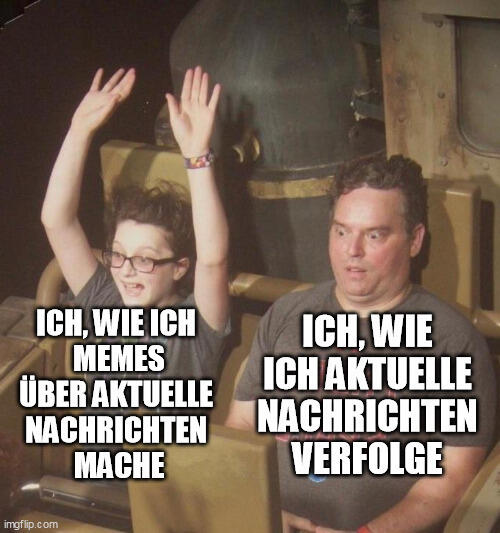 ICH, WIE ICH
MEMES
ÜBER AKTUELLE
NACHRICHTEN
MACHE
ICH, WIE
ICH AKTUELLE
NACHRICHTEN
VERFOLGE
imgflip.com